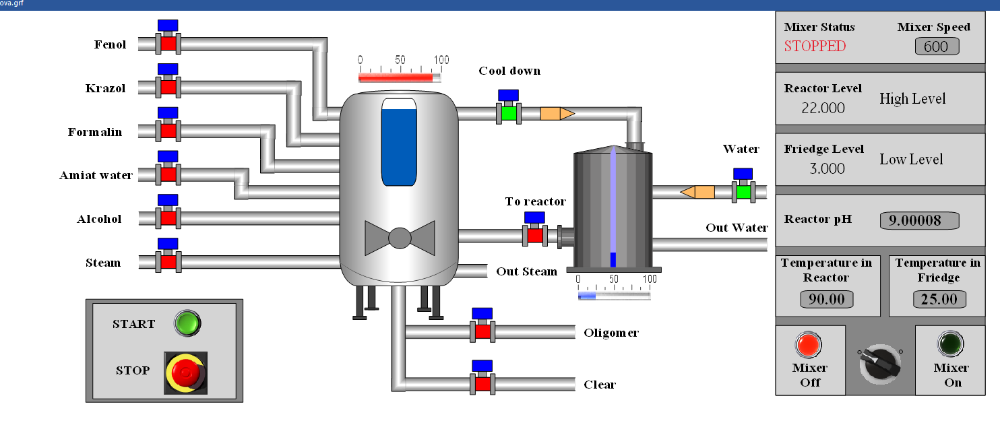 ova.grf
Mixer Status
Mixer Speed
STOPPED
600
Fenol
0 50 100
Cool down
Krazol
Reactor Level
22.000
High Level
Formalin
Friedge Level
3.000
Low Level
Water
Amiat water
To reactor
Alcohol
Reactor pH
9.00008
Out Water
Steam
Out Steam
Temperature in
Reactor
90.00
Temperature in
Friedge
25.00
0 50 100
START
STOP
Oligomer
Clear
Mixer
Off
Mixer
On